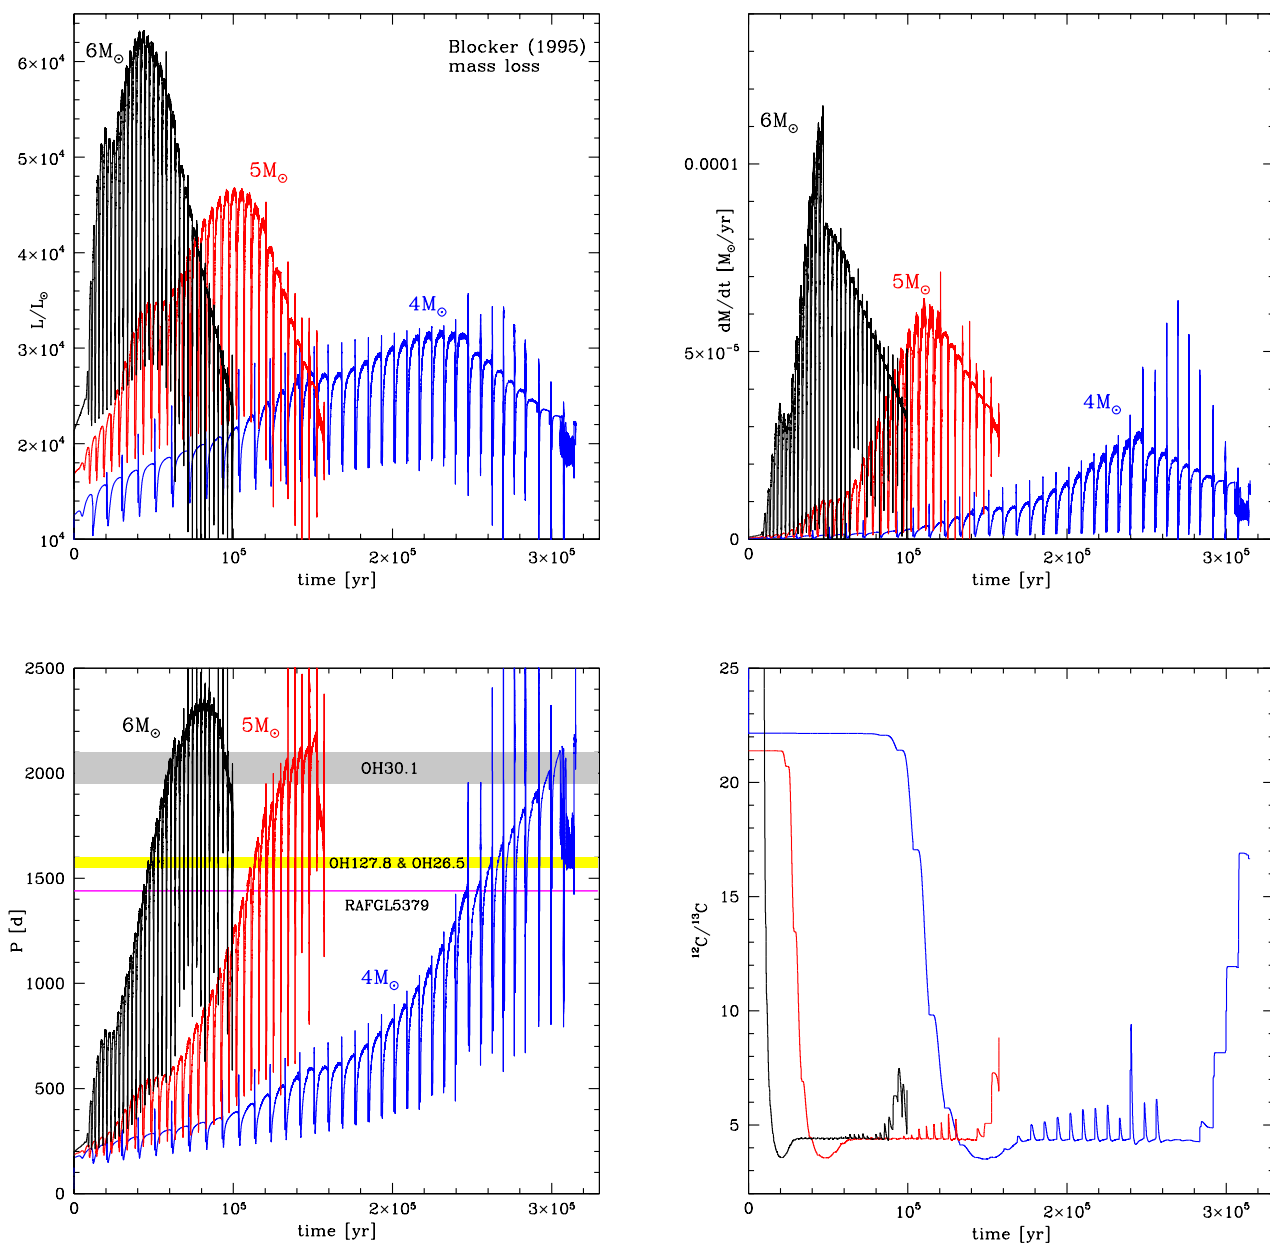 Blocker (1995)
mass loss
6M⊙
5M⊙
4M⊙
6×10⁴
5×10⁴
4×10⁴
3×10⁴
2×10⁴
10⁴
L/L⊙
0
10⁵
2×10⁵
3×10⁵
time [yr]
6M⊙
5M⊙
4M⊙
0.0001
5×10⁻⁵
0
dM/dt [M⊙/yr]
0
10⁵
2×10⁵
3×10⁵
time [yr]
2500
2000
1500
1000
500
0
P [d]
6M⊙
5M⊙
OH30.1
OH127.8 & OH26.5
RAFGL5379
4M⊙
0
10⁵
2×10⁵
3×10⁵
time [yr]
25
20
15
10
5
¹²C/¹³C
0
10⁵
2×10⁵
3×10⁵
time [yr]